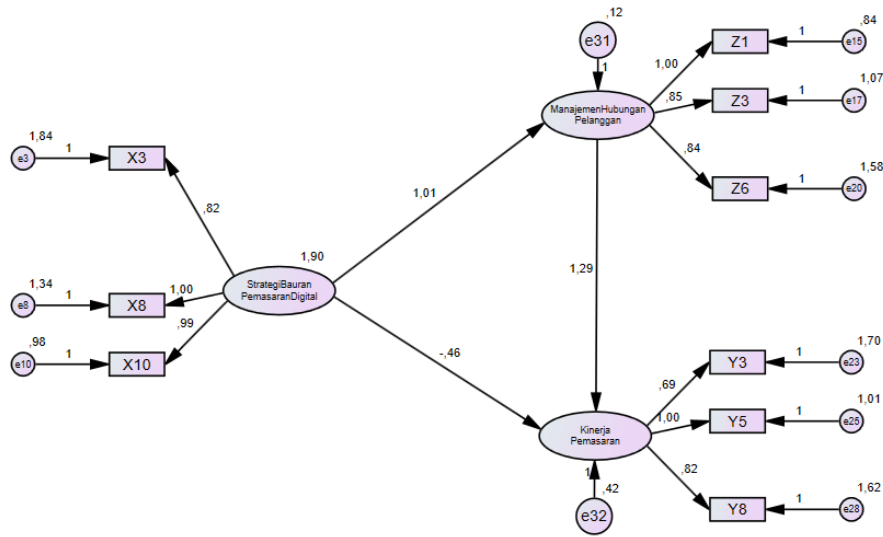 ,12
e31
1
,84
Z1
1
e15
1,00
1,07
ManajemenHubungan
Pelanggan
,85
Z3
1
e17
1,84
e3
1
X3
,84
1,58
Z6
1
e20
,82
1,01
1,90
1,34
e8
1
X8
1,00
StrategiBauran
PemasaranDigital
1,29
,98
e10
1
X10
,99
-,46
1,70
Y3
1
e23
,69
1,01
Kinerja
Pemasaran
1,00
Y5
1
e25
1
,42
,82
1,62
e32
Y8
1
e28